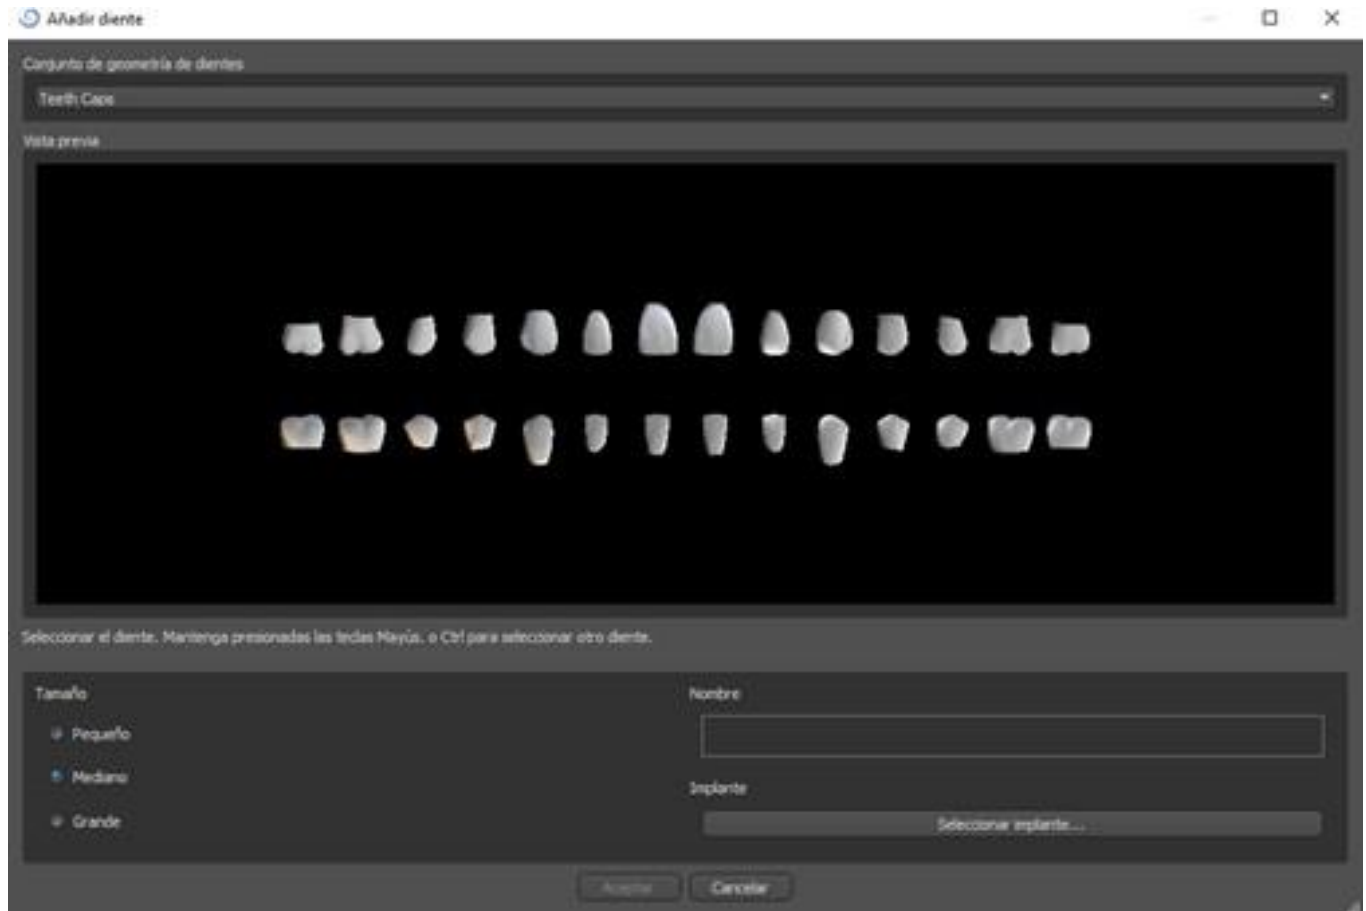 Añadir diente
Conjunto de geometría de dientes
Teeth Caps
Vista previa
Seleccionar el diente. Mantenga presionadas las teclas Mayús. o Ctrl para seleccionar otro diente.
Tamaño
Pequeño
Mediano
Grande
Nombre
Implante
Seleccionar implante...
Aceptar
Cancelar